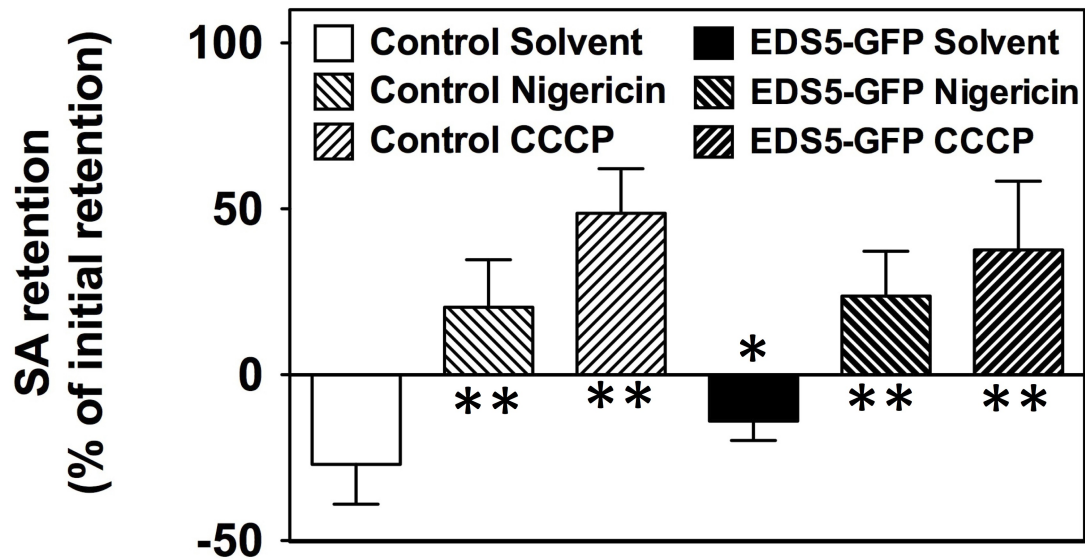 SA retention
(% of initial retention)
100
50
0
-50
Control Solvent
Control Nigericin
Control CCCP
EDS5-GFP Solvent
EDS5-GFP Nigericin
EDS5-GFP CCCP
**
**
*
**
**